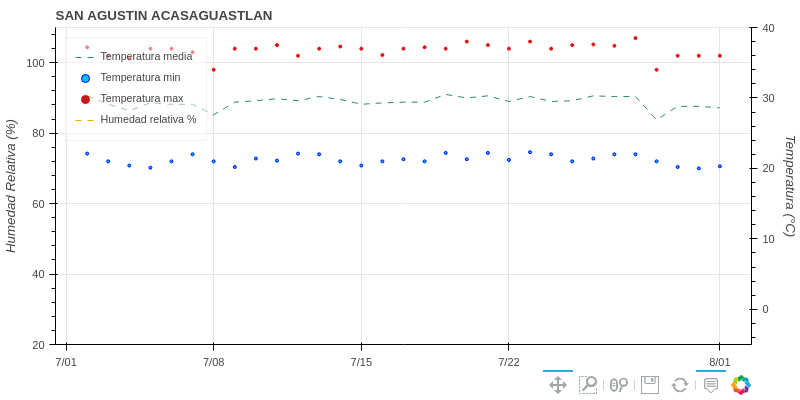 SAN AGUSTIN ACASAGUASTLAN
Temperatura media
Temperatura min
Temperatura max
Humedad relativa %
Humedad Relativa (%)
100
80
60
40
20
Temperatura (°C)
40
30
20
10
0
7/01
7/08
7/15
7/22
8/01